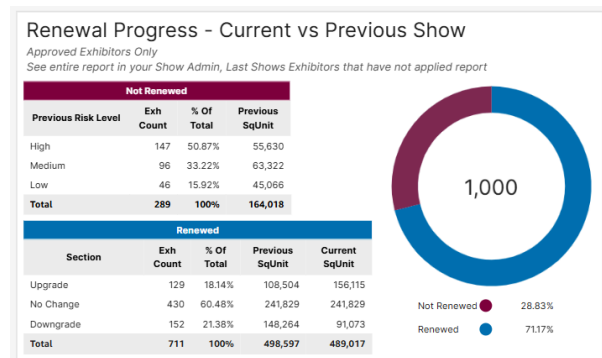 Renewal Progress - Current vs Previous Show
Approved Exhibitors Only
See entire report in your Show Admin, Last Shows Exhibitors that have not applied report
Not Renewed
Previous Risk Level Exh Count % Of Total Previous SqUnit
High 147 50.87% 55,630
Medium 96 33.22% 63,322
Low 46 15.92% 45,066
Total 289 100% 164,018
Renewed
Section Exh Count % Of Total Previous SqUnit Current SqUnit
Upgrade 129 18.14% 108,504 156,115
No Change 430 60.48% 241,829 241,829
Downgrade 152 21.38% 148,264 91,073
Total 711 100% 498,597 489,017
1,000
Not Renewed 28.83%
Renewed 71.17%